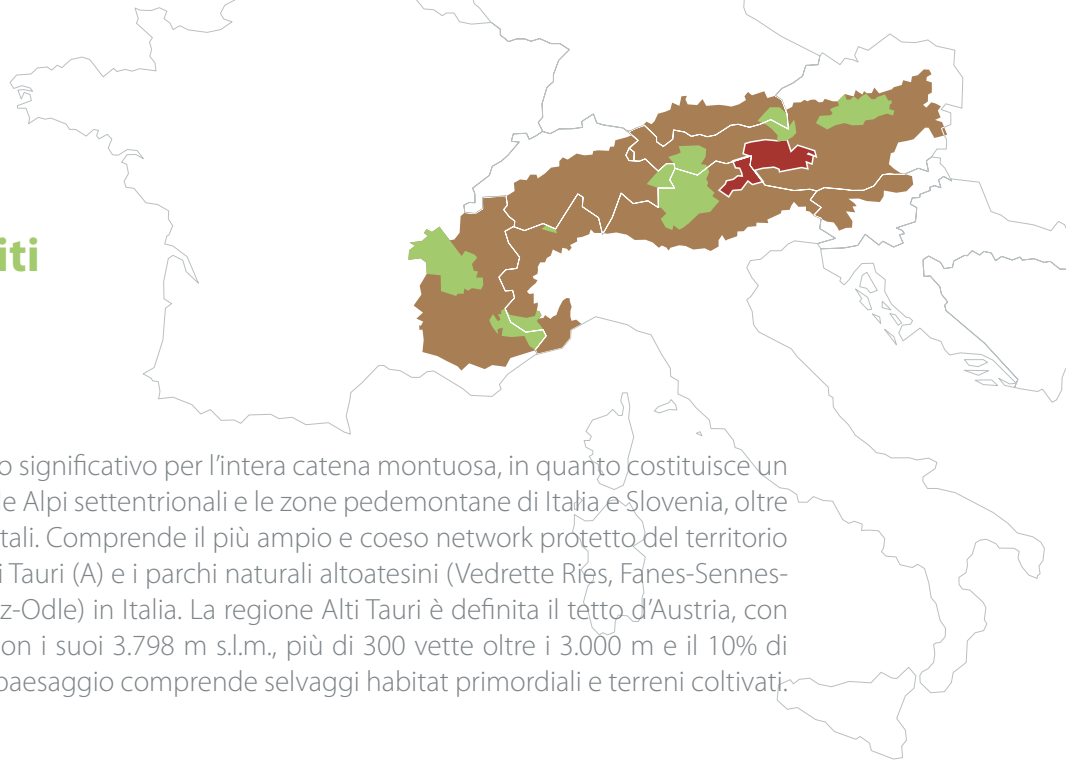 iti
o significativo per l’intera catena montuosa, in quanto costituisce un
le Alpi settentrionali e le zone pedemontane di Italia e Slovenia, oltre
tali. Comprende il più ampio e coeso network protetto del territorio
i Tauri (A) e i parchi naturali altoatesini (Vedrette Ries, Fanes-Sennes-
z-Odle) in Italia. La regione Alti Tauri è definita il tetto d’Austria, con
on i suoi 3.798 m s.l.m., più di 300 vette oltre i 3.000 m e il 10% di
paesaggio comprende selvaggi habitat primordiali e terreni coltivati.